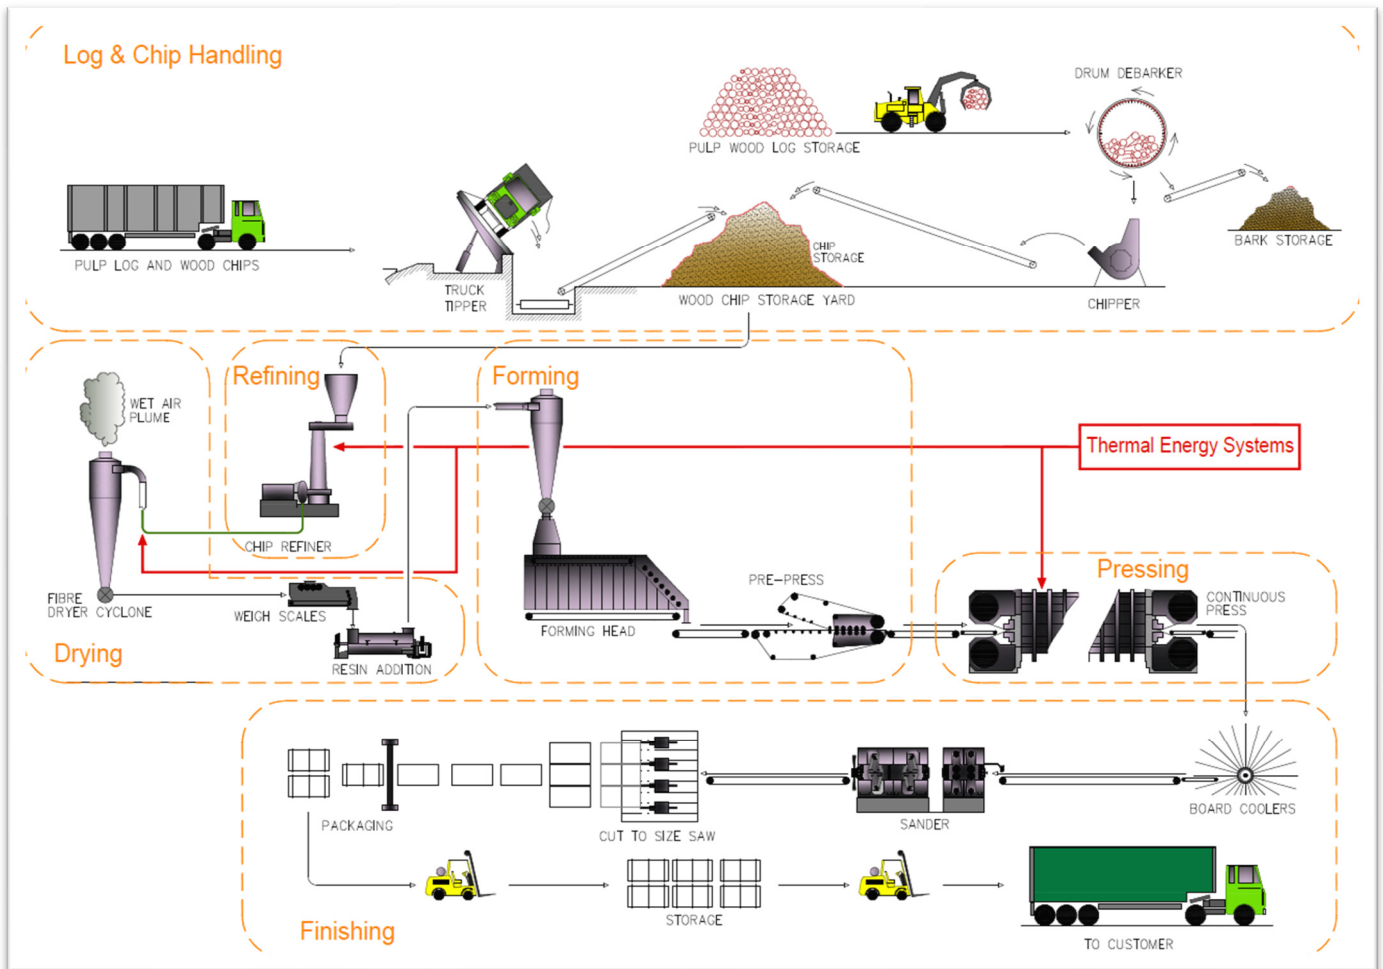 Log & Chip Handling
DRUM DEBARKER
PULP WOOD LOG STORAGE
PULP LOG AND WOOD CHIPS
TRUCK
TIPPER
CHIP
STORAGE
WOOD CHIP STORAGE YARD
CHIPPER
BARK STORAGE
Refining
Forming
WET AIR
PLUME
Thermal Energy Systems
CHIP REFINER
FIBRE
DRYER CYCLONE
WEIGH SCALES
RESIN ADDITION
Drying
FORMING HEAD
PRE-PRESS
Pressing
CONTINUOUS
PRESS
PACKAGING
CUT TO SIZE SAW
SANDER
BOARD COOLERS
STORAGE
TO CUSTOMER
Finishing